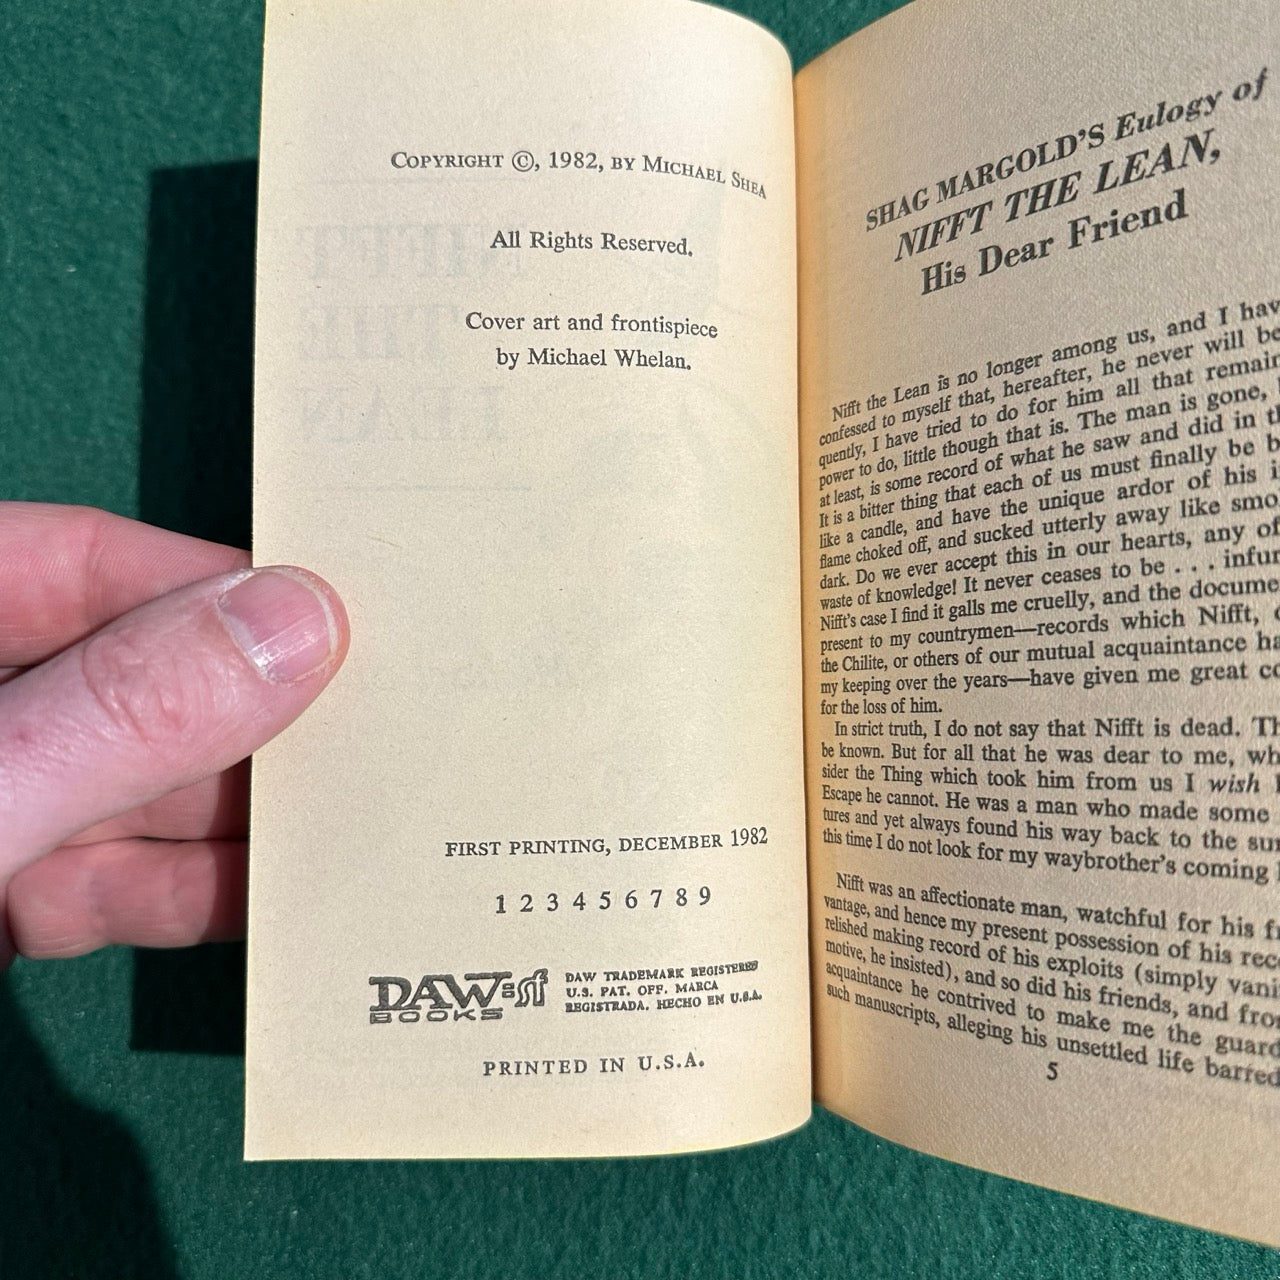 COPYRIGHT ©, 1982, BY MICHAEL SHEA
All Rights Reserved.
Cover art and frontispiece
by Michael Whelan.
FIRST PRINTING, DECEMBER 1982
1 2 3 4 5 6 7 8 9
DAW sf
BOOKS
DAW TRADEMARK REGISTERED
U.S. PAT. OFF. MARCA
REGISTRADA. HECHO EN U.S.A.
PRINTED IN U.S.A.
SHAG MARGOLD'S Eulogy of
NIFFT THE LEAN,
His Dear Friend
Nifft the Lean is no longer among us, and I hav
confessed to myself that, hereafter, he never will be
quently, I have tried to do for him all that remain
power to do, little though that is. The man is gone,
at least, is some record of what he saw and did in th
It is a bitter thing that each of us must finally be b
like a candle, and have the unique ardor of his i
flame choked off, and sucked utterly away like smo
dark. Do we ever accept this in our hearts, any of
waste of knowledge! It never ceases to be . . . infur
Nifft's case I find it galls me cruelly, and the docume
present to my countrymen—records which Nifft,
the Chilite, or others of our mutual acquaintance ha
my keeping over the years—have given me great co
for the loss of him.
In strict truth, I do not say that Nifft is dead. Th
be known. But for all that he was dear to me, wh
sider the Thing which took him from us I wish
Escape he cannot. He was a man who made some
tures and yet always found his way back to the sun
this time I do not look for my waybrother's coming
Nifft was an affectionate man, watchful for his fr
vantage, and hence my present possession of his rec
relished making record of his exploits (simply vani
motive, he insisted), and so did his friends, and fro
acquaintance he contrived to make me the guard
such manuscripts, alleging his unsettled life barred
5